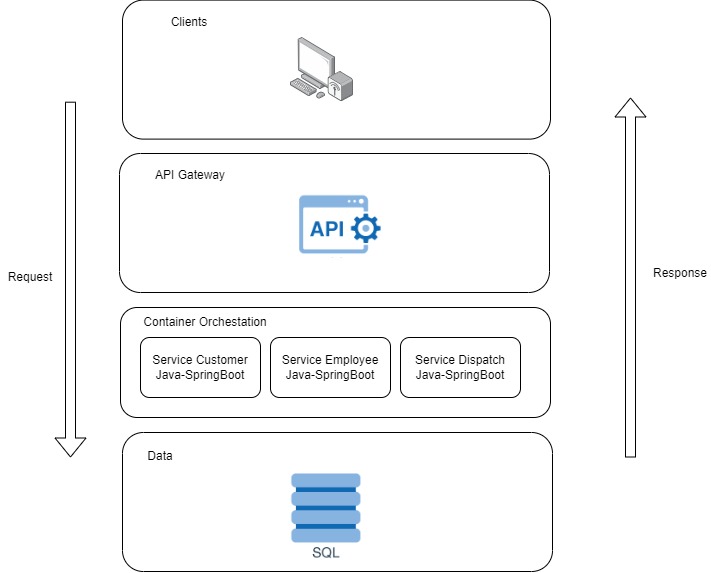 Clients
API Gateway
API
Request
Response
Container Orchestation
Service Customer
Java-SpringBoot
Service Employee
Java-SpringBoot
Service Dispatch
Java-SpringBoot
Data
SQL